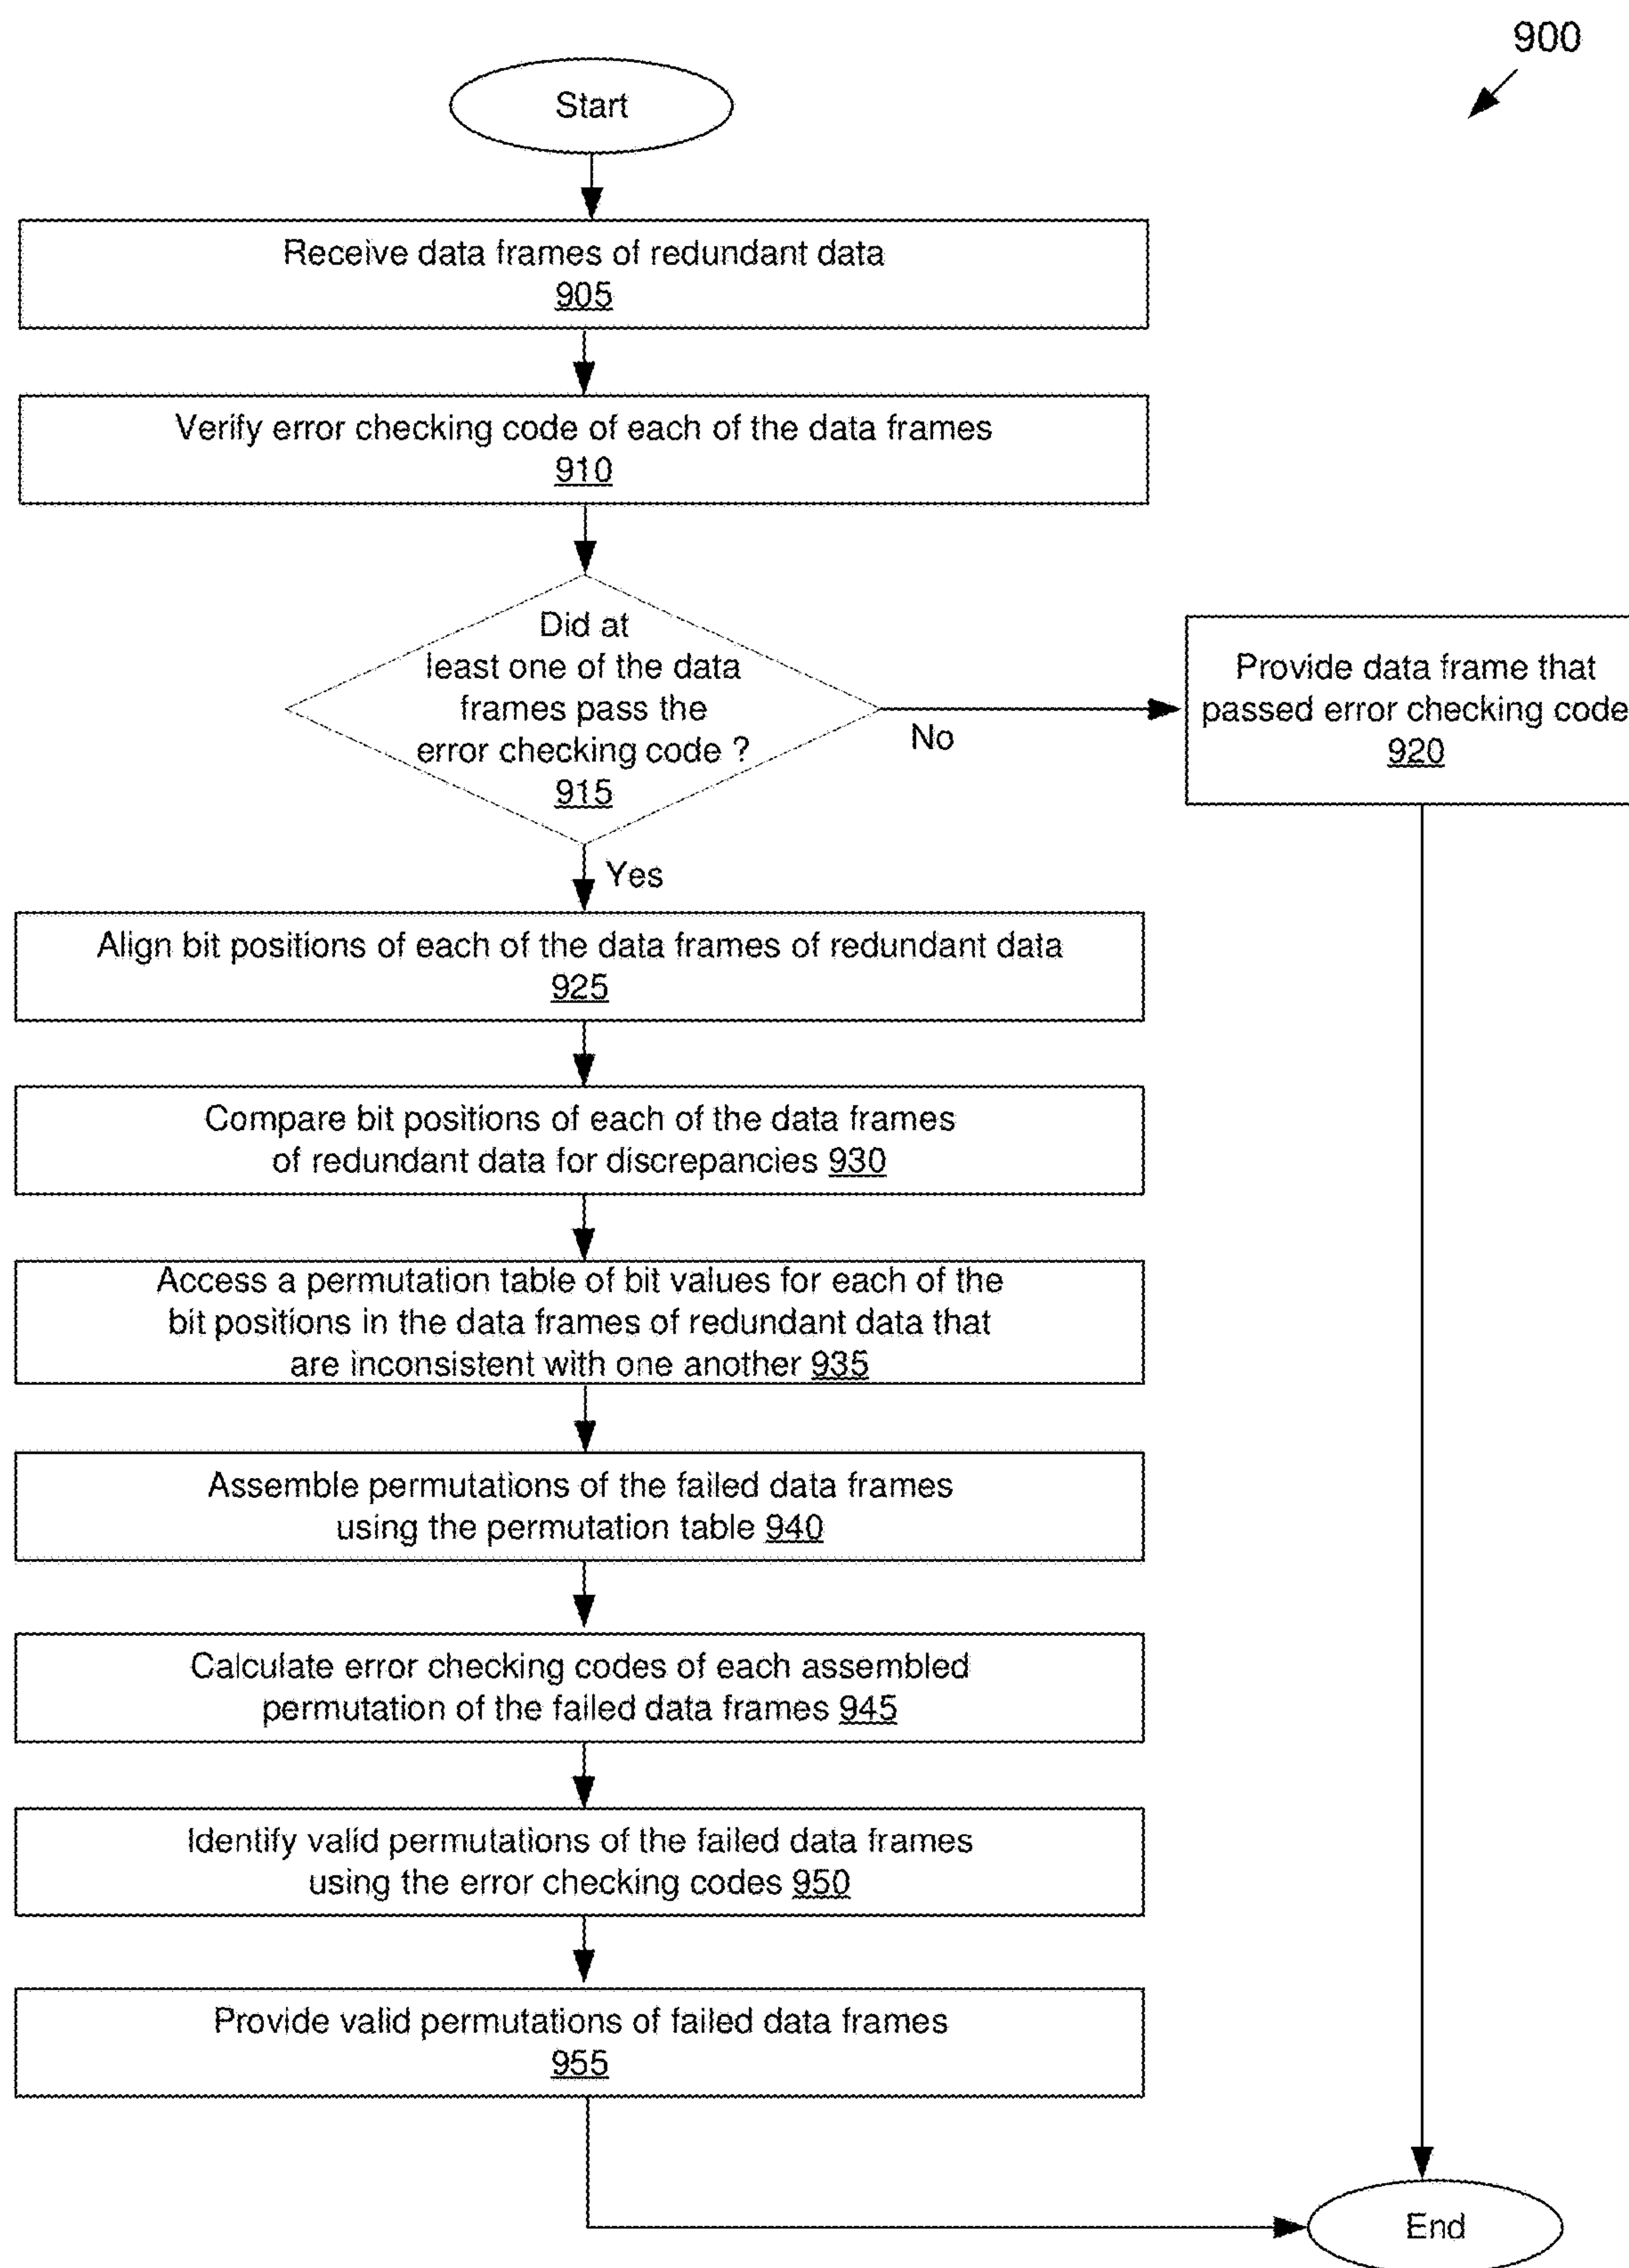 900
Start
Receive data frames of redundant data
905
Verify error checking code of each of the data frames
910
Did at
least one of the data
frames pass the
error checking code ?
915
No
Provide data frame that
passed error checking code
920
Yes
Align bit positions of each of the data frames of redundant data
925
Compare bit positions of each of the data frames
of redundant data for discrepancies 930
Access a permutation table of bit values for each of the
bit positions in the data frames of redundant data that
are inconsistent with one another 935
Assemble permutations of the failed data frames
using the permutation table 940
Calculate error checking codes of each assembled
permutation of the failed data frames 945
Identify valid permutations of the failed data frames
using the error checking codes 950
Provide valid permutations of failed data frames
955
End